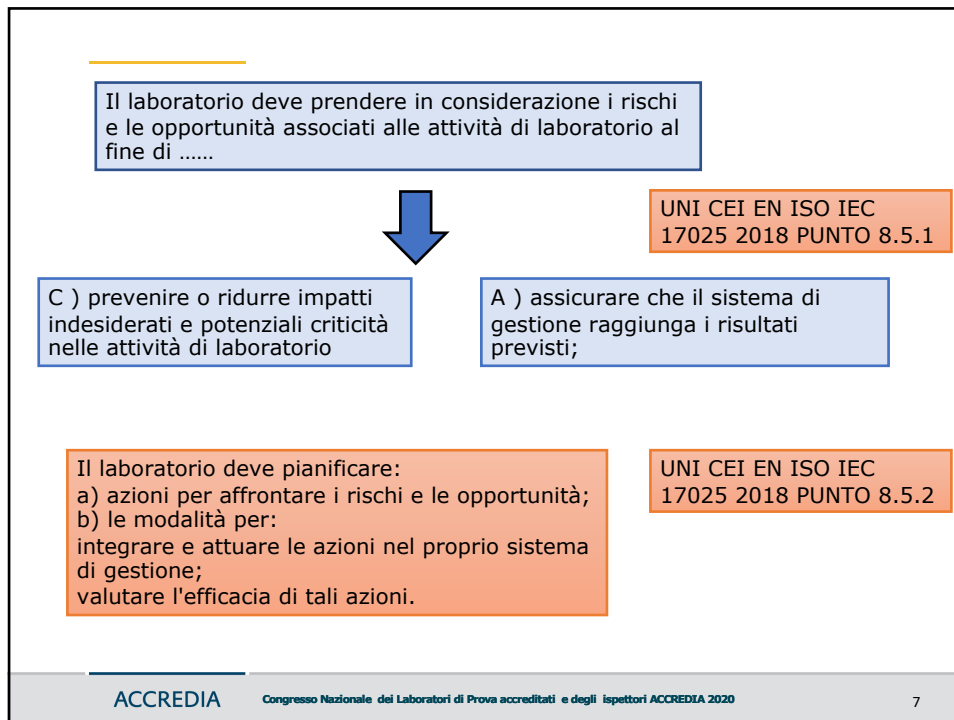 Il laboratorio deve prendere in considerazione i rischi
e le opportunità associati alle attività di laboratorio al
fine di ......
UNI CEI EN ISO IEC
17025 2018 PUNTO 8.5.1
C ) prevenire o ridurre impatti
indesiderati e potenziali criticità
nelle attività di laboratorio
A ) assicurare che il sistema di
gestione raggiunga i risultati
previsti;
Il laboratorio deve pianificare:
a) azioni per affrontare i rischi e le opportunità;
b) le modalità per:
integrare e attuare le azioni nel proprio sistema
di gestione;
valutare l'efficacia di tali azioni.
UNI CEI EN ISO IEC
17025 2018 PUNTO 8.5.2
ACCREDIA
Congresso Nazionale dei Laboratori di Prova accreditati e degli ispettori ACCREDIA 2020
7